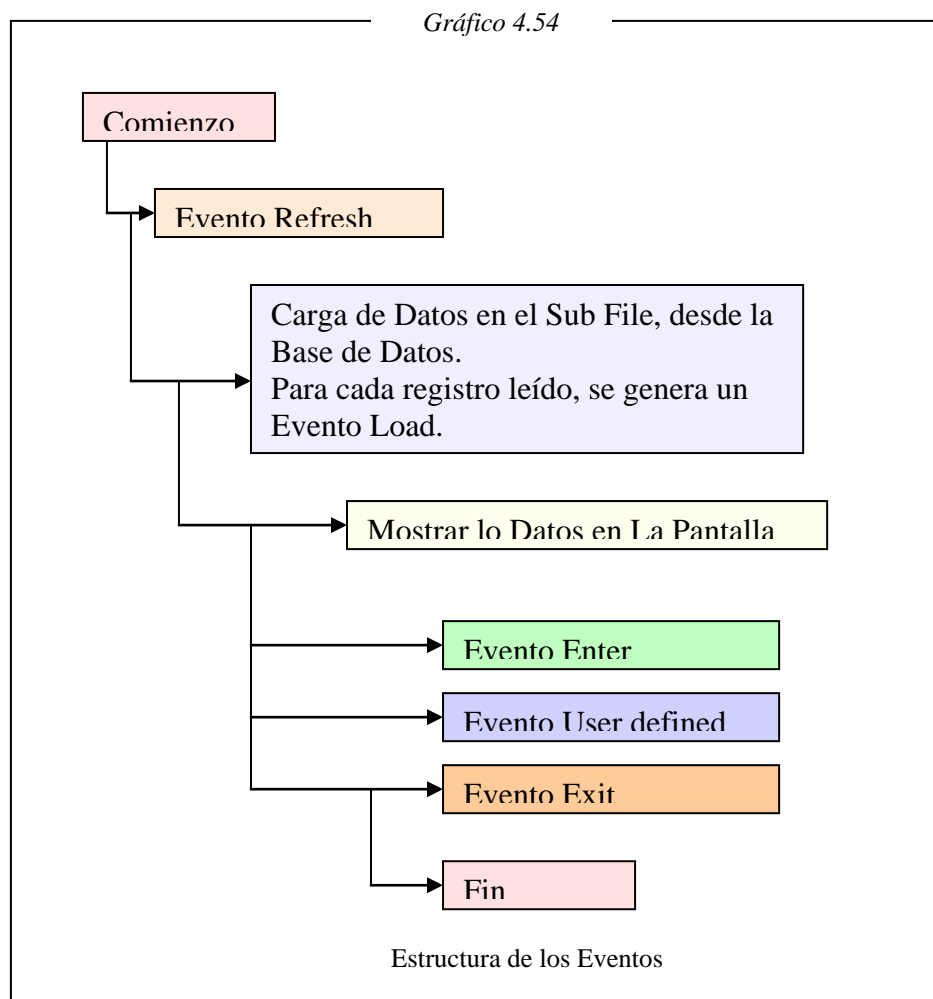 Gráfico 4.54
Comienzo
Evento Refresh
Carga de Datos en el Sub File, desde la
Base de Datos.
Para cada registro leído, se genera un
Evento Load.
Mostrar lo Datos en La Pantalla
Evento Enter
Evento User defined
Evento Exit
Fin
Estructura de los Eventos